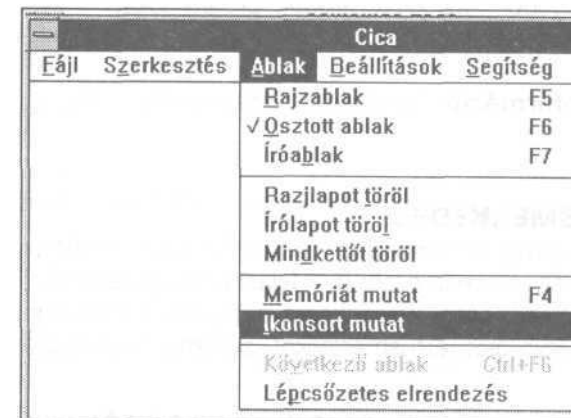 Cica
Fájl Szerkesztés Ablak Beállítások Segítség
Rajzablak F5
√ Osztott ablak F6
Íróablak F7
Razjlapot töröl
Írólapot töröl
Mindkettőt töröl
Memóriát mutat F4
Ikonsort mutat
Következő ablak Ctrl+F6
Lépcsőzetes elrendezés